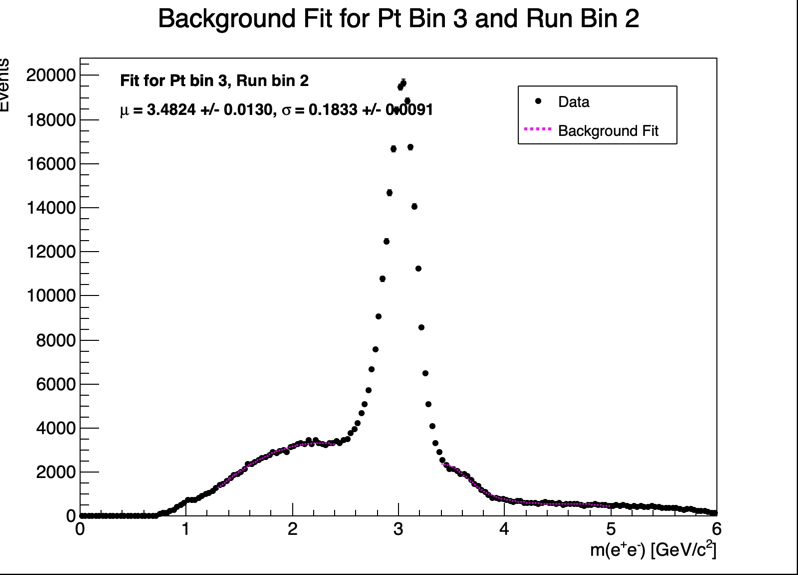 Background Fit for Pt Bin 3 and Run Bin 2
Events
20000
18000
16000
14000
12000
10000
8000
6000
4000
2000
0
Fit for Pt bin 3, Run bin 2
μ = 3.4824 +/- 0.0130, σ = 0.1833 +/- 0.0091
Data
Background Fit
0 1 2 3 4 5 6
m(e⁺e⁻) [GeV/c²]